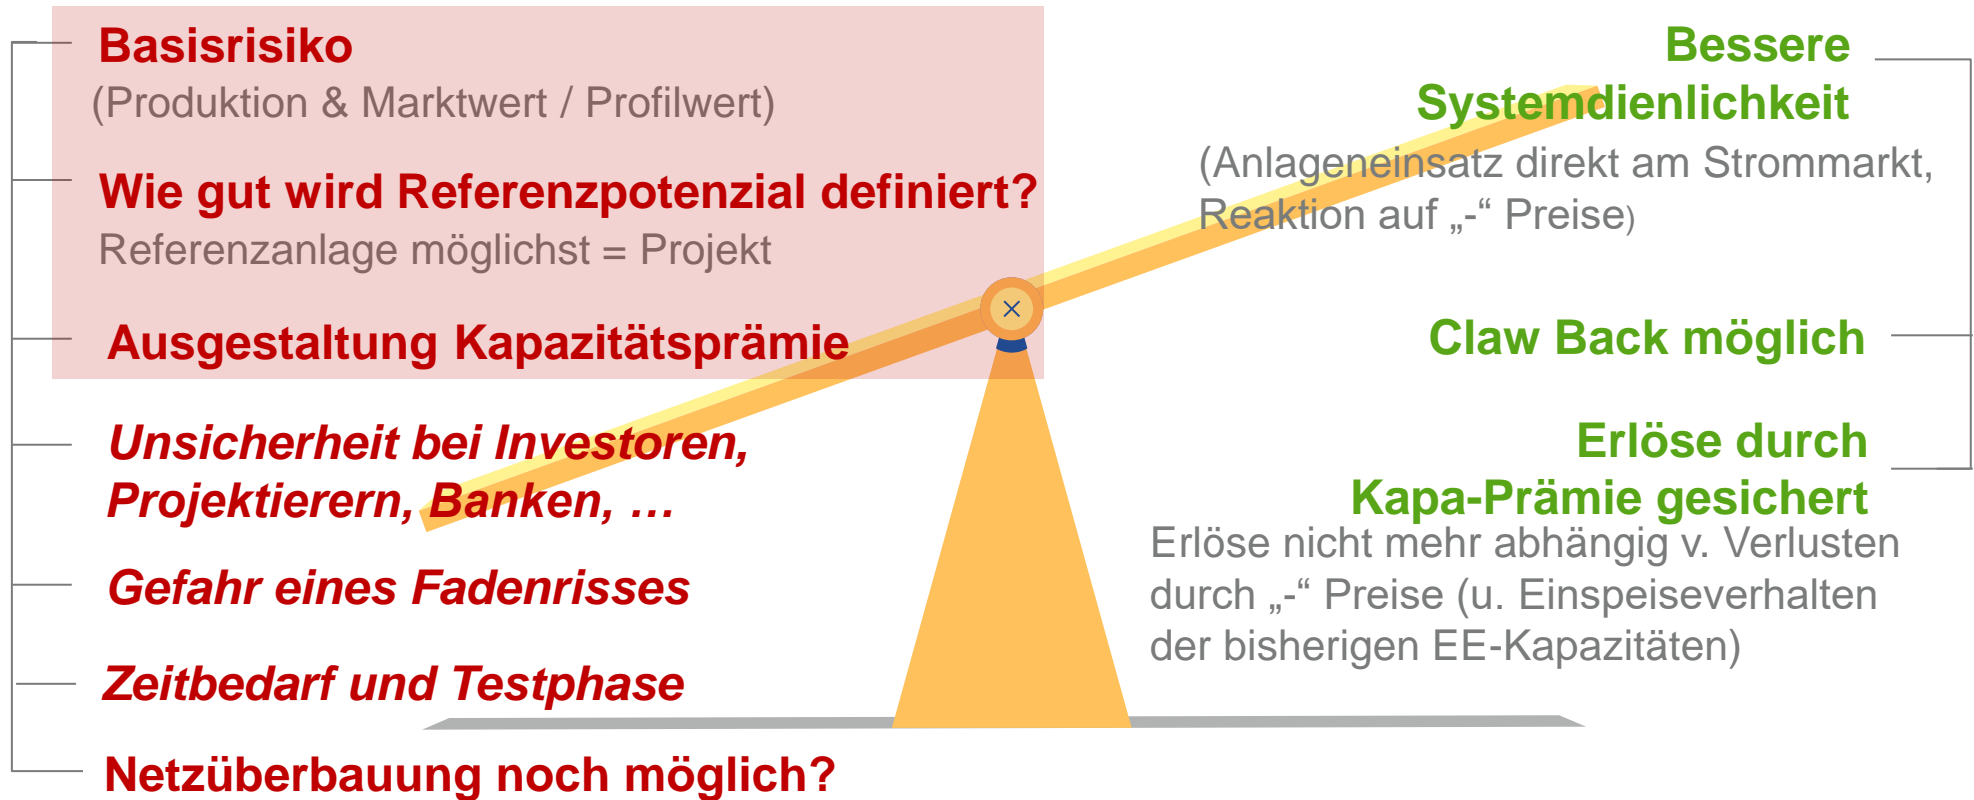 Basisrisiko
(Produktion & Marktwert / Profilwert)
Wie gut wird Referenzpotenzial definiert?
Referenzanlage möglichst = Projekt
Ausgestaltung Kapazitätsprämie
Unsicherheit bei Investoren,
Projektierern, Banken, …
Gefahr eines Fadenrisses
Zeitbedarf und Testphase
Netzüberbauung noch möglich?
Bessere
Systemdienlichkeit
(Anlageneinsatz direkt am Strommarkt,
Reaktion auf „-“ Preise)
Claw Back möglich
Erlöse durch
Kapa-Prämie gesichert
Erlöse nicht mehr abhängig v. Verlusten
durch „-“ Preise (u. Einspeiseverhalten
der bisherigen EE-Kapazitäten)